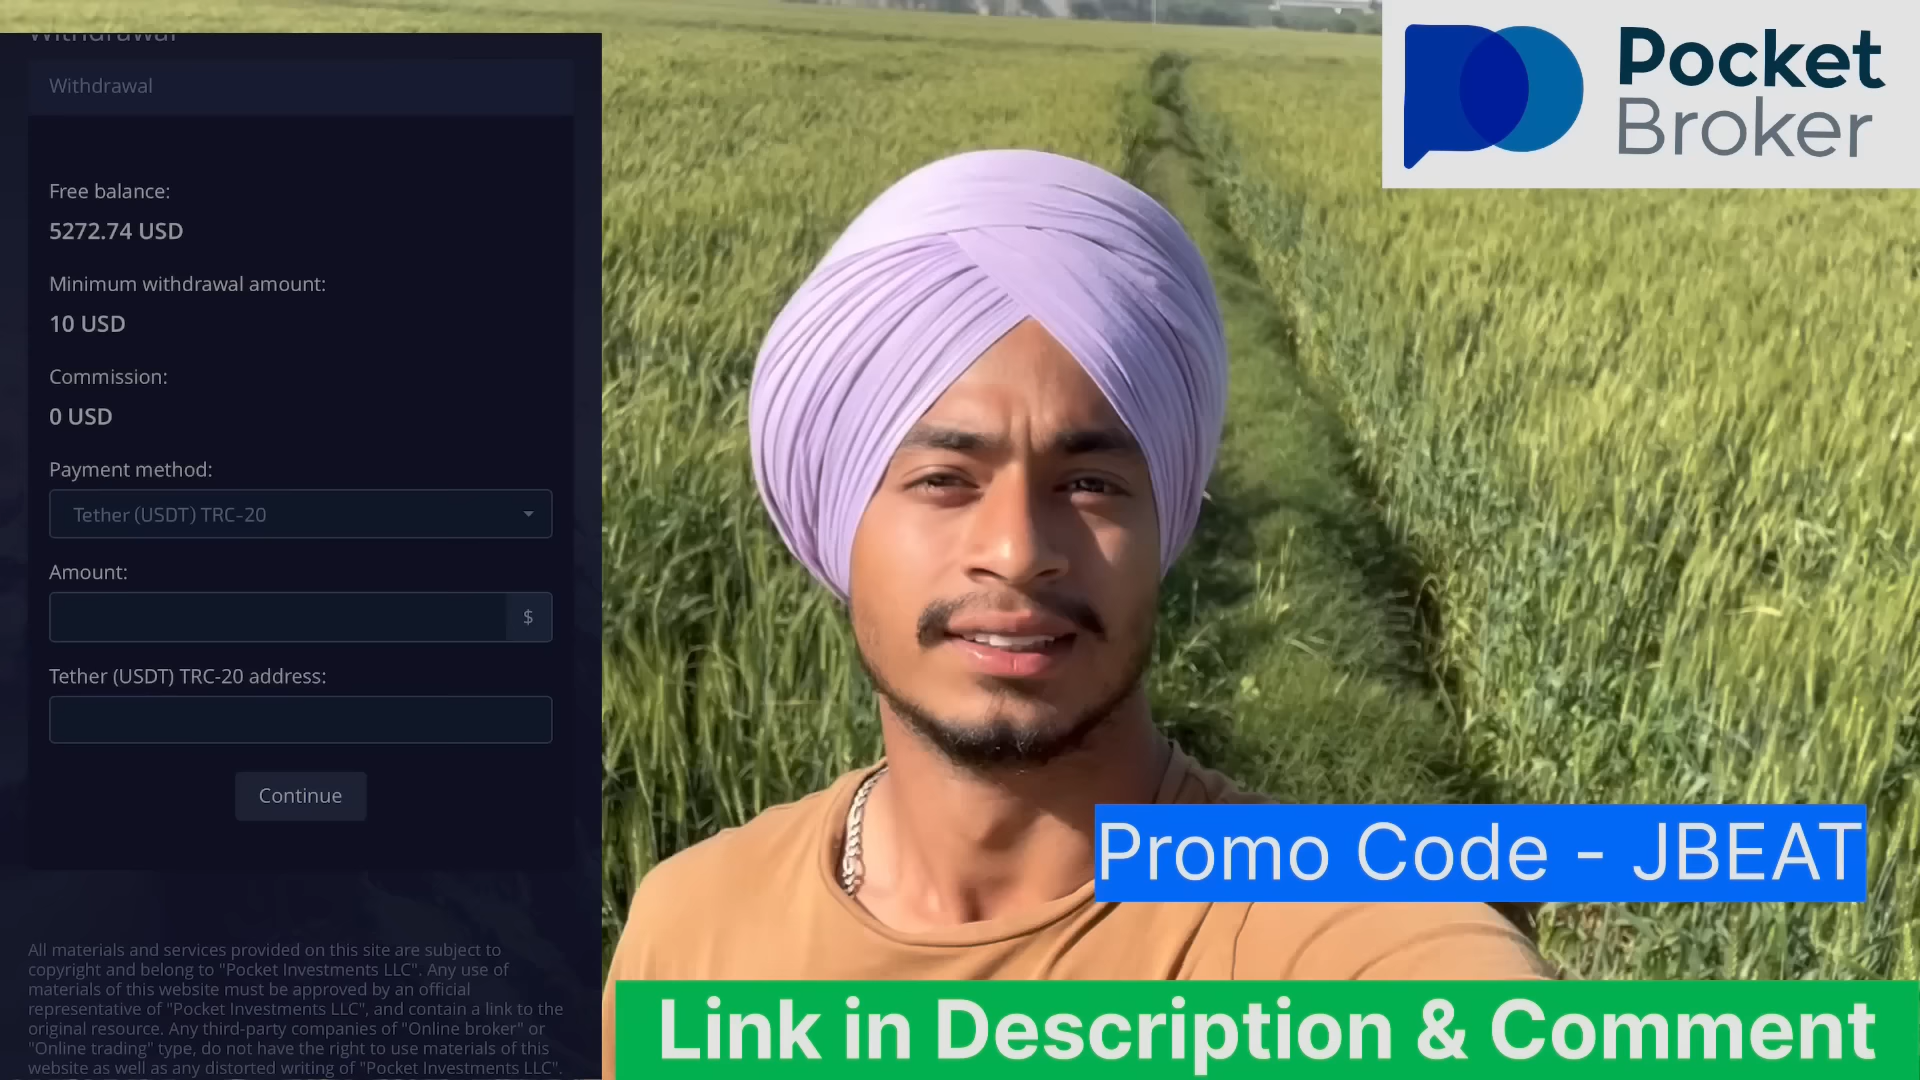 Withdrawal
Withdrawal
Free balance:
5272.74 USD
Minimum withdrawal amount:
10 USD
Commission:
0 USD
Payment method:
Tether (USDT) TRC-20
Amount:
$
Tether (USDT) TRC-20 address:
Continue
All materials and services provided on this site are subject to
copyright and belong to "Pocket Investments LLC". Any use of
materials of this website must be approved by an official
representative of "Pocket Investments LLC", and contain a link to the
original resource. Any third-party companies of "Online broker" or
"Online trading" type, do not have the right to use materials of this
website as well as any distorted writing of "Pocket Investments LLC".
Pocket
Broker
Promo Code - JBEAT
Link in Description & Comment